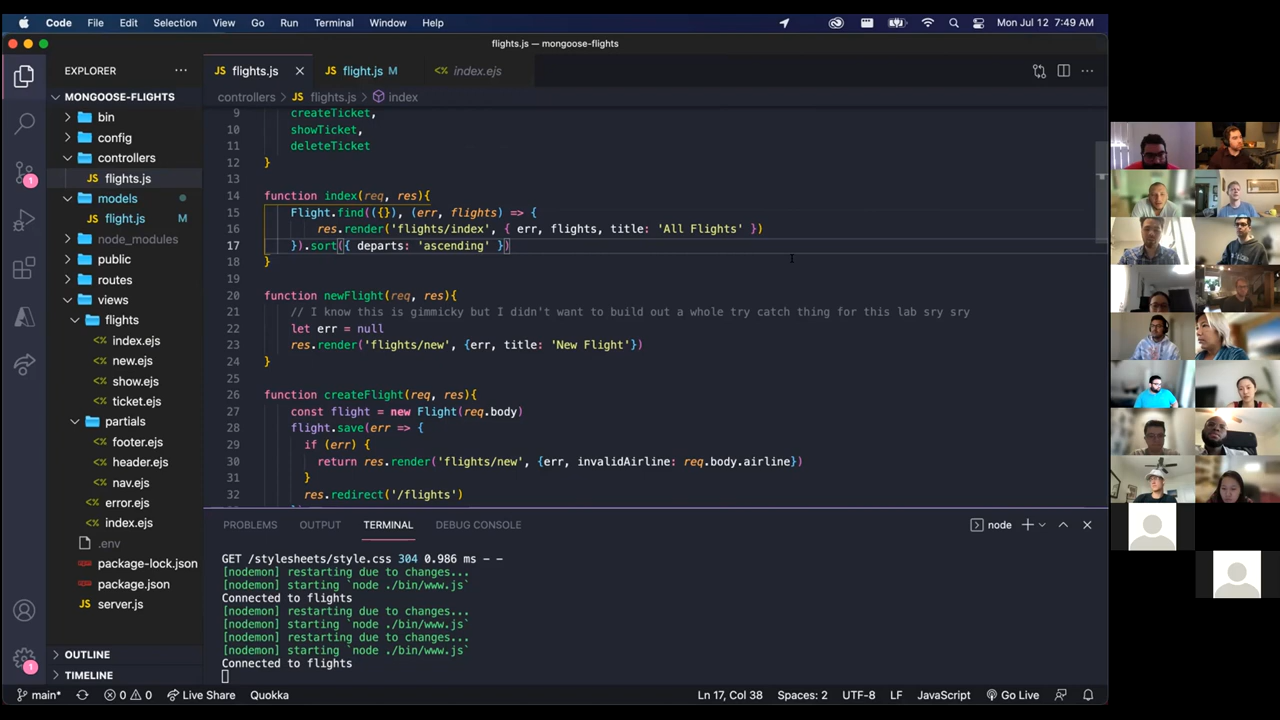 Code File Edit Selection View Go Run Terminal Window Help Mon Jul 12 7:49 AM
flights.js — mongoose-flights
EXPLORER
flights.js flight.js M index.ejs
MONGOOSE-FLIGHTS
controllers > JS flights.js > index
bin
config
controllers
JS flights.js
models
JS flight.js M
node_modules
public
routes
views
flights
index.ejs
new.ejs
show.ejs
ticket.ejs
partials
footer.ejs
header.ejs
nav.ejs
error.ejs
index.ejs
.env
package-lock.json
package.json
JS server.js
OUTLINE
TIMELINE
9 createTicket,
10 showTicket,
11 deleteTicket
12 }
13
14 function index(req, res){
15 Flight.find(({}), (err, flights) => {
16 res.render('flights/index', { err, flights, title: 'All Flights' })
17 }).sort({ departs: 'ascending' })
18 }
19
20 function newFlight(req, res){
21 // I know this is gimmicky but I didn't want to build out a whole try catch thing for this lab sry sry
22 let err = null
23 res.render('flights/new', {err, title: 'New Flight'})
24 }
25
26 function createFlight(req, res){
27 const flight = new Flight(req.body)
28 flight.save(err => {
29 if (err) {
30 return res.render('flights/new', {err, invalidAirline: req.body.airline})
31 }
32 res.redirect('/flights')
PROBLEMS OUTPUT TERMINAL DEBUG CONSOLE node
GET /stylesheets/style.css 304 0.986 ms - -
[nodemon] restarting due to changes...
[nodemon] starting `node ./bin/www.js`
Connected to flights
[nodemon] restarting due to changes...
[nodemon] starting `node ./bin/www.js`
[nodemon] restarting due to changes...
[nodemon] starting `node ./bin/www.js`
Connected to flights
main* 0 0 Live Share Quokka Ln 17, Col 38 Spaces: 2 UTF-8 LF JavaScript Go Live